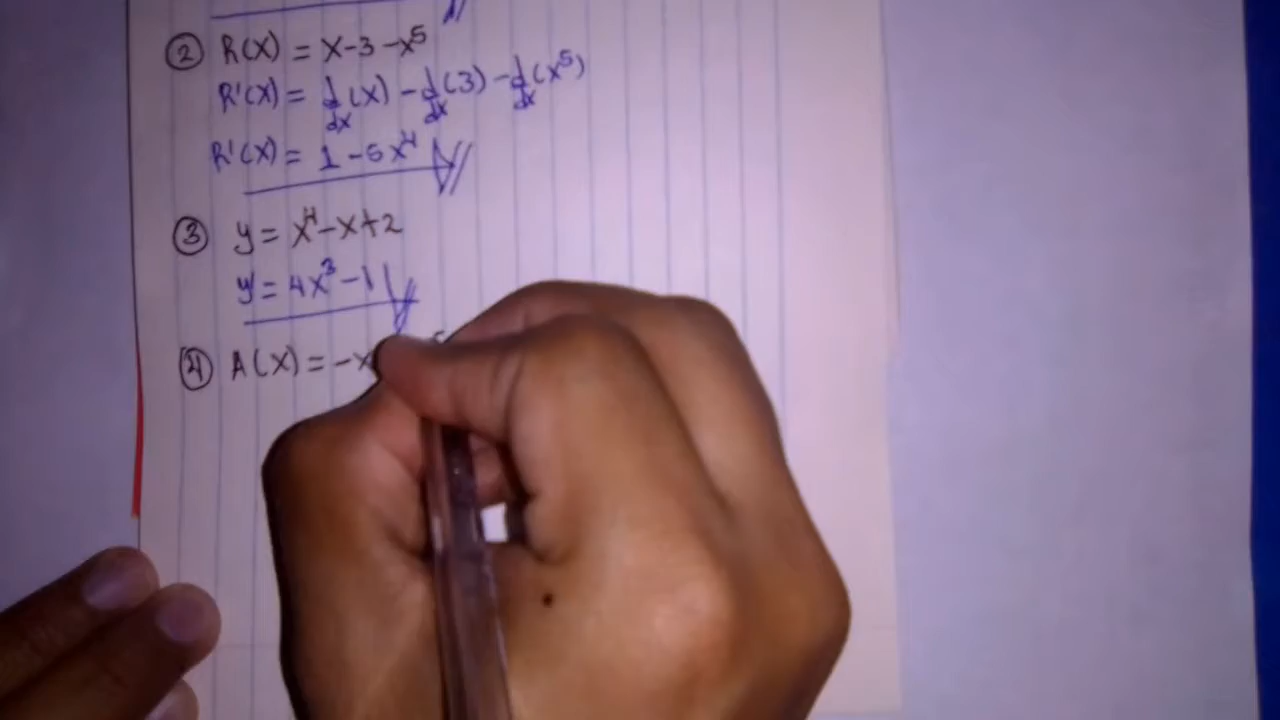 ② R(x) = x-3-x⁵
R'(x) = d/dx (x) - d/dx (3) - d/dx (x⁵)
R'(x) = 1-5x⁴
③ y = x⁴-x+2
y' = 4x³-1
④ A(x) = -x